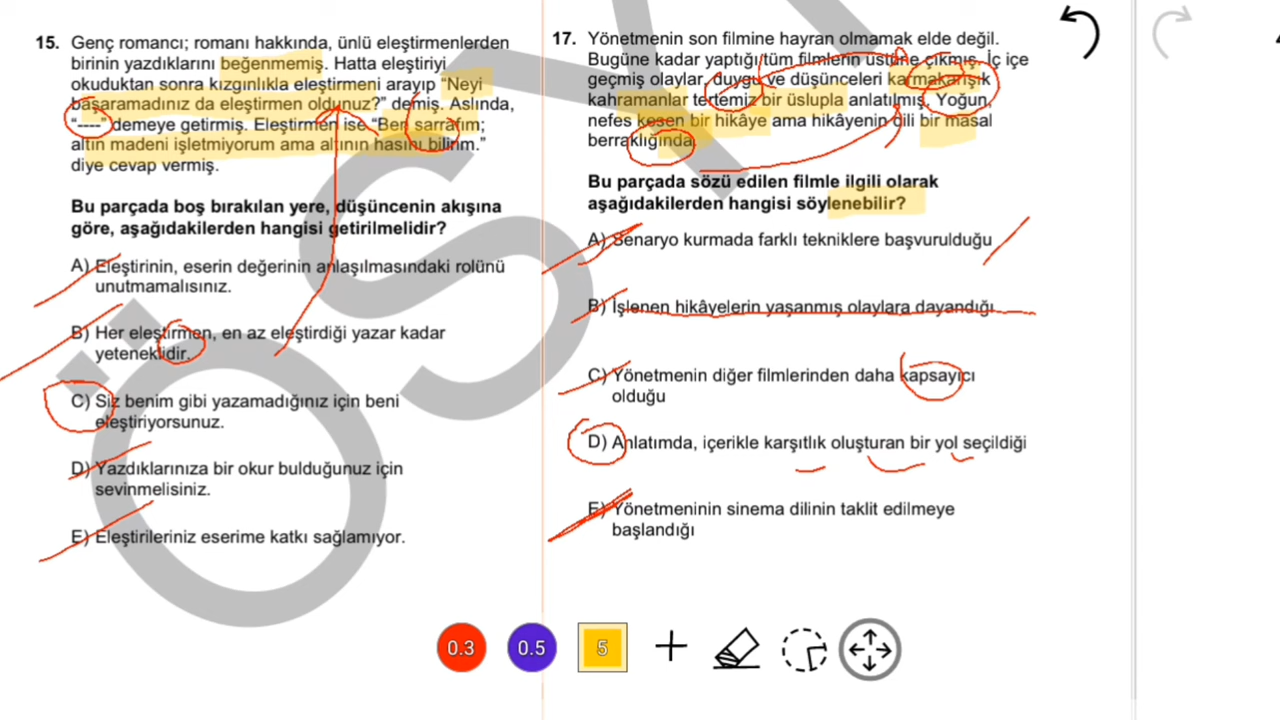 15. Genç romancı; romanı hakkında, ünlü eleştirmenlerden
birinin yazdıklarını beğenmemiş. Hatta eleştiriyi
okuduktan sonra kızgınlıkla eleştirmeni arayıp “Neyi
başaramadınız da eleştirmen oldunuz?” demiş. Aslında,
“----” demeye getirmiş. Eleştirmen ise “Ben sarrafım;
altın madeni işletmiyorum ama altının hasını bilirim.”
diye cevap vermiş.
Bu parçada boş bırakılan yere, düşüncenin akışına
göre, aşağıdakilerden hangisi getirilmelidir?
A) Eleştirinin, eserin değerinin anlaşılmasındaki rolünü
unutmamalısınız.
B) Her eleştirmen, en az eleştirdiği yazar kadar
yeteneklidir.
C) Siz benim gibi yazamadığınız için beni
eleştiriyorsunuz.
D) Yazdıklarınıza bir okur bulduğunuz için
sevinmelisiniz.
E) Eleştirileriniz eserime katkı sağlamıyor.
17. Yönetmenin son filmine hayran olmamak elde değil.
Bugüne kadar yaptığı tüm filmlerin üstüne çıkmış. İç içe
geçmiş olaylar, duygu ve düşünceleri karmakarışık
kahramanlar tertemiz bir üslupla anlatılmış. Yoğun,
nefes kesen bir hikâye ama hikâyenin dili bir masal
berraklığında.
Bu parçada sözü edilen filmle ilgili olarak
aşağıdakilerden hangisi söylenebilir?
A) Senaryo kurmada farklı tekniklere başvurulduğu
B) İşlenen hikâyelerin yaşanmış olaylara dayandığı
C) Yönetmenin diğer filmlerinden daha kapsayıcı
olduğu
D) Anlatımda, içerikle karşıtlık oluşturan bir yol seçildiği
E) Yönetmeninin sinema dilinin taklit edilmeye
başlandığı
0.3 0.5 5